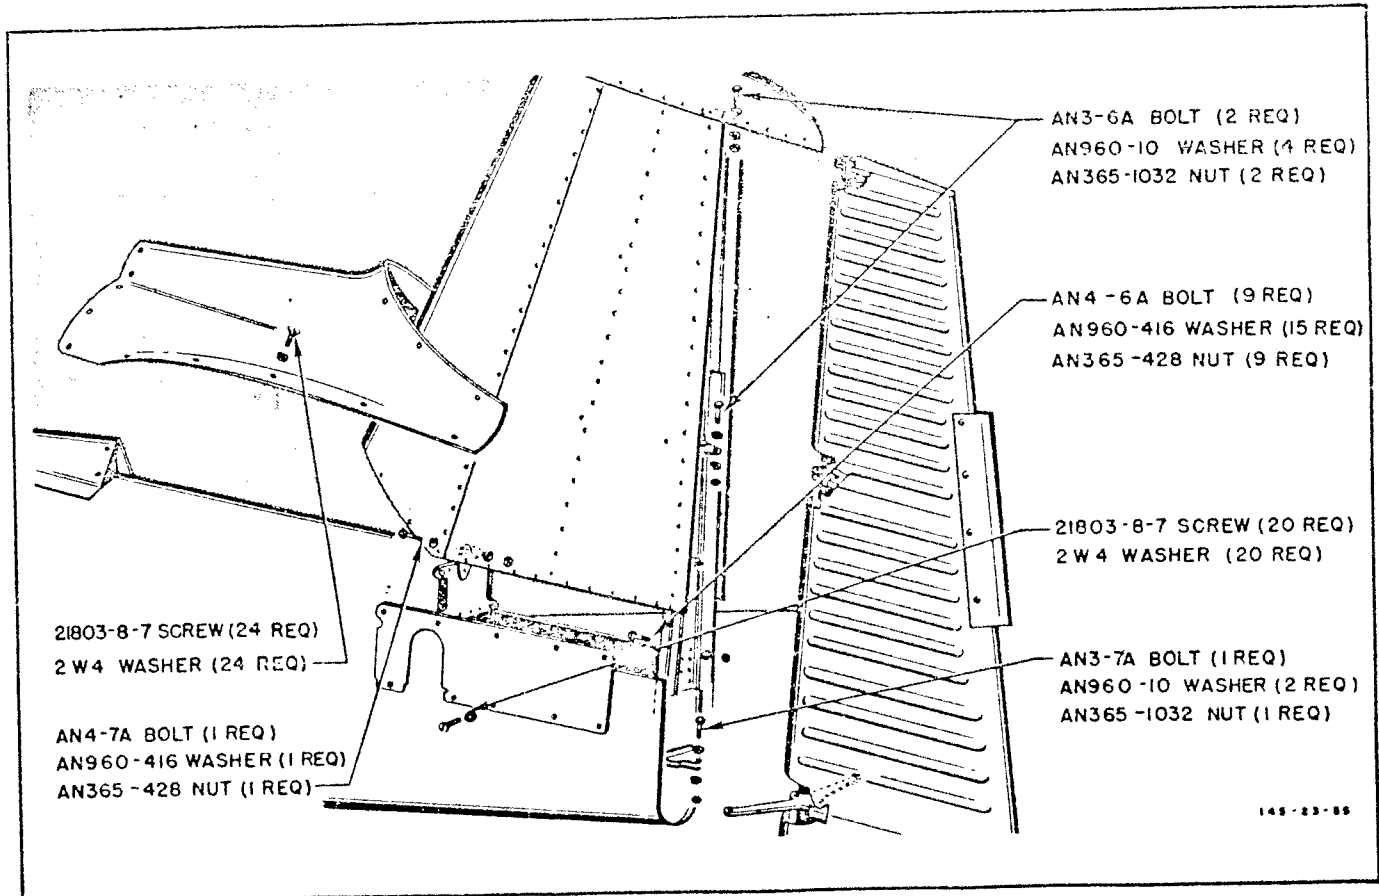 AN3-6A BOLT (2 REQ)
AN960-10 WASHER (4 REQ)
AN365-1032 NUT (2 REQ)
AN4-6A BOLT (9 REQ)
AN960-416 WASHER (15 REQ)
AN365-428 NUT (9 REQ)
21803-8-7 SCREW (20 REQ)
2W4 WASHER (20 REQ)
21803-8-7 SCREW (24 REQ)
2W4 WASHER (24 REQ)
AN3-7A BOLT (1 REQ)
AN960-10 WASHER (2 REQ)
AN365-1032 NUT (1 REQ)
AN4-7A BOLT (1 REQ)
AN960-416 WASHER (1 REQ)
AN365-428 NUT (1 REQ)